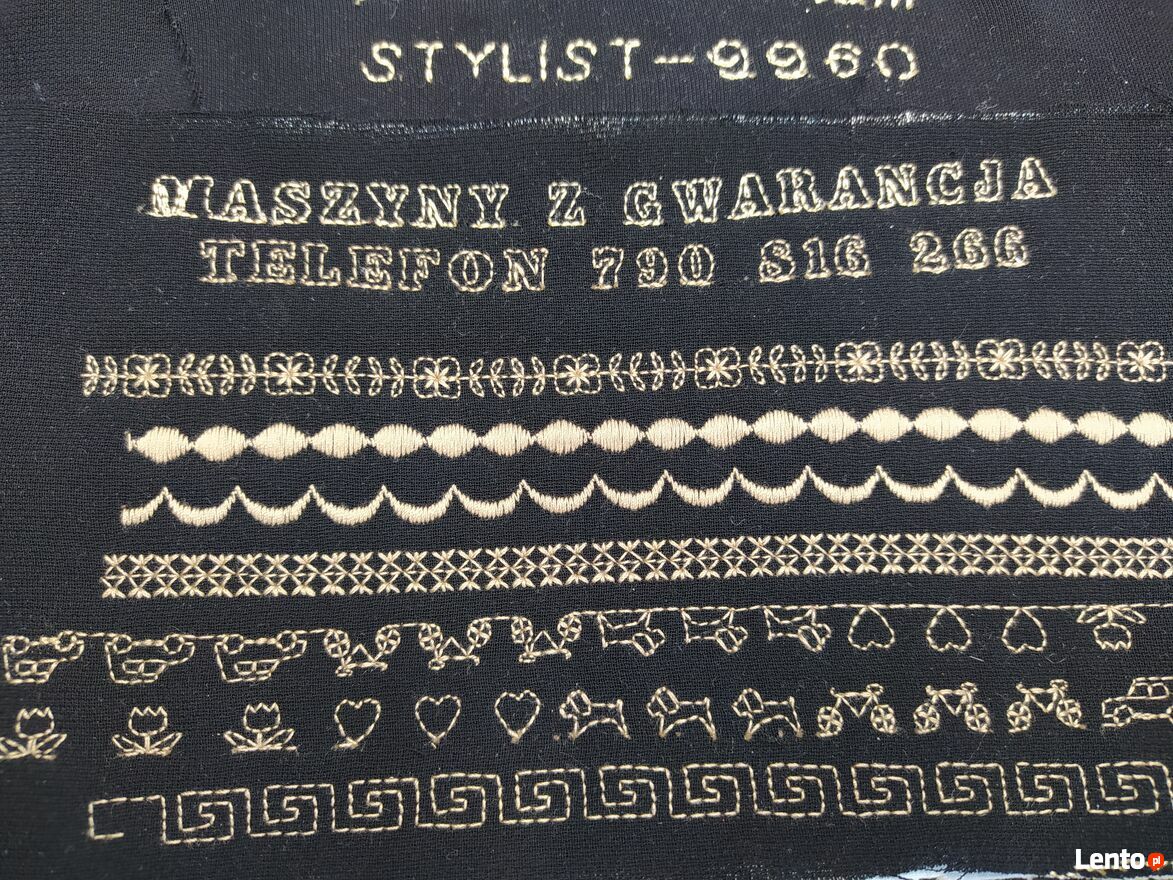 STYLIST-9960
MASZYNY Z GWARANCJA
TELEFON 790 816 266
Lento.pl